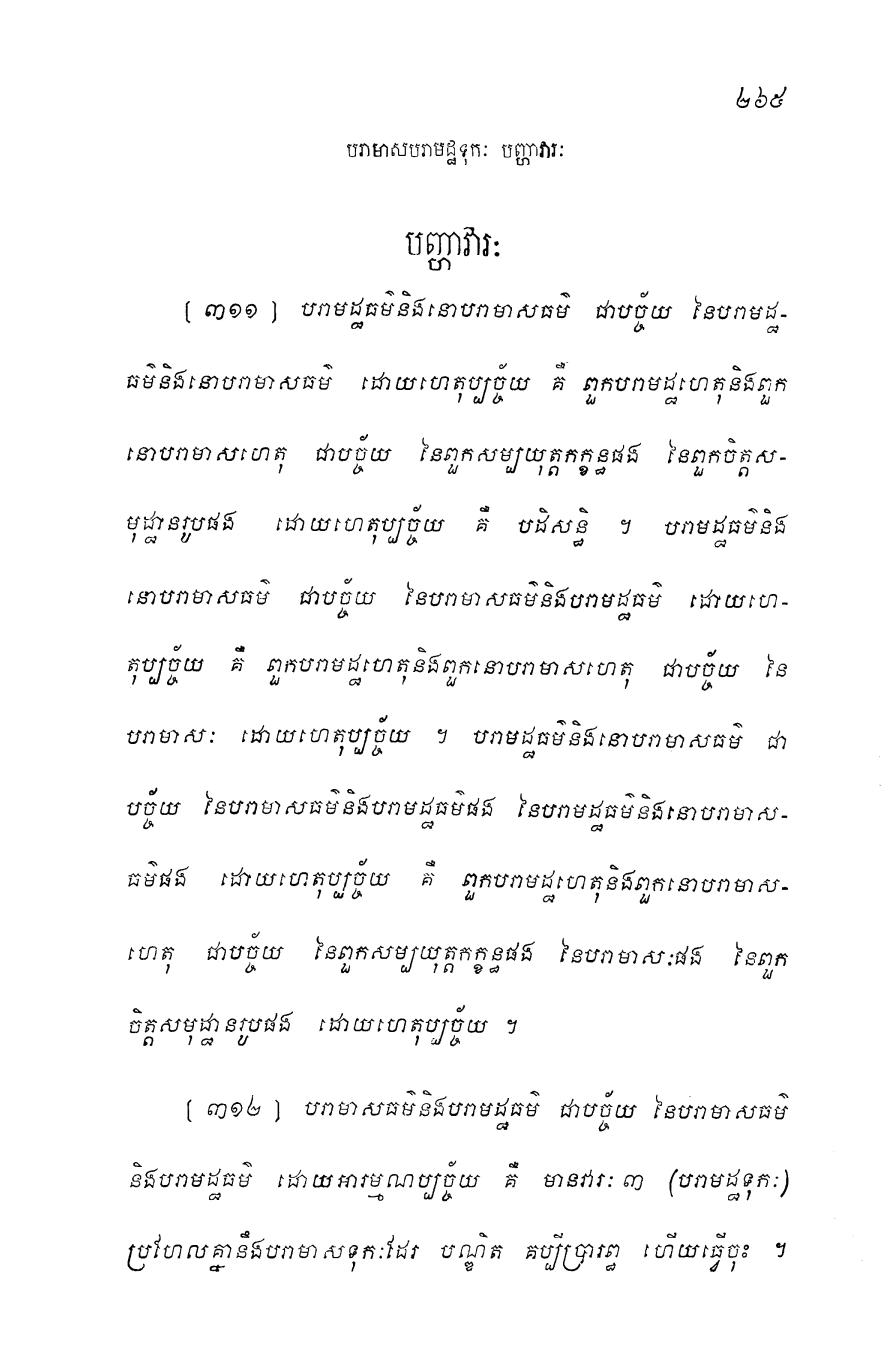 ២៦៥
បរាមាសបរាមដ្ឋទុកៈ បញ្ហាវារៈ
បញ្ហាវារៈ
[ ៣១១ ] បរាមដ្ឋធម៌និងនោបរាមាសធម៌ ជាបច្ច័យ នៃបរាមដ្ឋ-
ធម៌និងនោបរាមាសធម៌ ដោយហេតុប្បច្ច័យ គឺ ពួកបរាមដ្ឋហេតុនិងពួក
នោបរាមាសហេតុ ជាបច្ច័យ នៃពួកសម្បយុត្តកក្ខន្ធផង នៃពួកចិត្តស-
មុដ្ឋានរូបផង ដោយហេតុប្បច្ច័យ គឺ បដិសន្ធិ ។ បរាមដ្ឋធម៌និង
នោបរាមាសធម៌ ជាបច្ច័យ នៃបរាមាសធម៌និងបរាមដ្ឋធម៌ ដោយហេ-
តុប្បច្ច័យ គឺ ពួកបរាមដ្ឋហេតុនិងពួកនោបរាមាសហេតុ ជាបច្ច័យ នៃ
បរាមាសៈ ដោយហេតុប្បច្ច័យ ។ បរាមដ្ឋធម៌និងនោបរាមាសធម៌ ជា
បច្ច័យ នៃបរាមាសធម៌និងបរាមដ្ឋធម៌ផង នៃបរាមដ្ឋធម៌និងនោបរាមាស-
ធម៌ផង ដោយហេតុប្បច្ច័យ គឺ ពួកបរាមដ្ឋហេតុនិងពួកនោបរាមាស-
ហេតុ ជាបច្ច័យ នៃពួកសម្បយុត្តកក្ខន្ធផង នៃបរាមាសៈផង នៃពួក
ចិត្តសមុដ្ឋានរូបផង ដោយហេតុប្បច្ច័យ ។
[ ៣១២ ] បរាមាសធម៌និងបរាមដ្ឋធម៌ ជាបច្ច័យ នៃបរាមាសធម៌
និងបរាមដ្ឋធម៌ ដោយអារម្មណប្បច្ច័យ គឺ មានវារៈ ៣ (បរាមដ្ឋទុកៈ)
ប្រហែលគ្នានឹងបរាមាសទុកៈដែរ បណ្ឌិត គប្បីប្រារព្ធ ហើយធ្វើចុះ ។